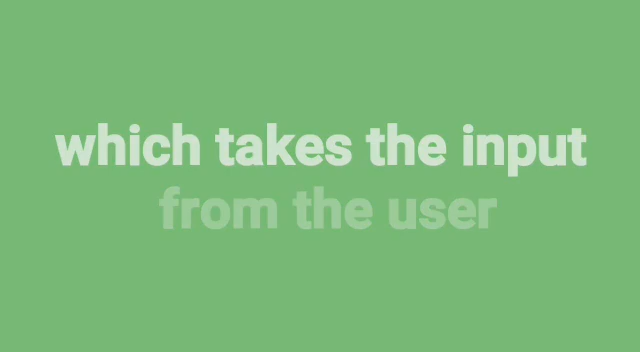 which takes the input
from the user